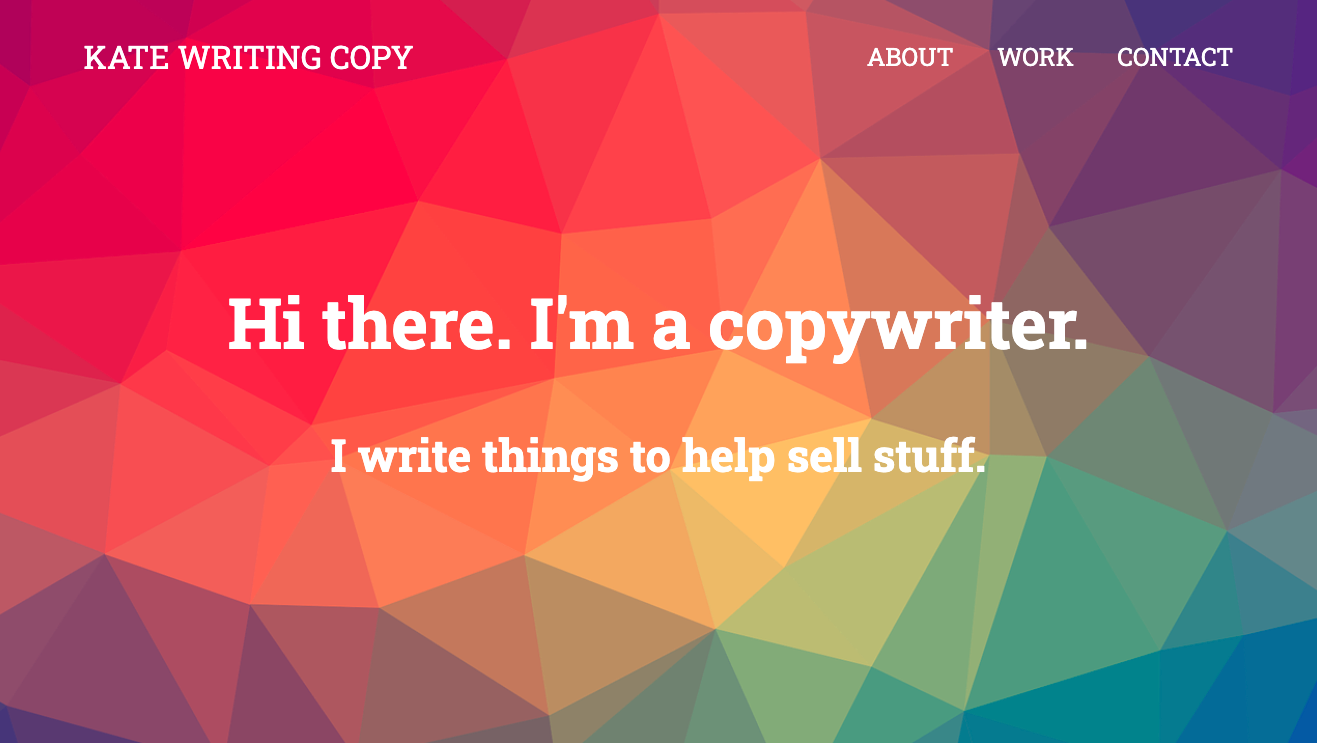 KATE WRITING COPY
ABOUT WORK CONTACT
Hi there. I'm a copywriter.
I write things to help sell stuff.